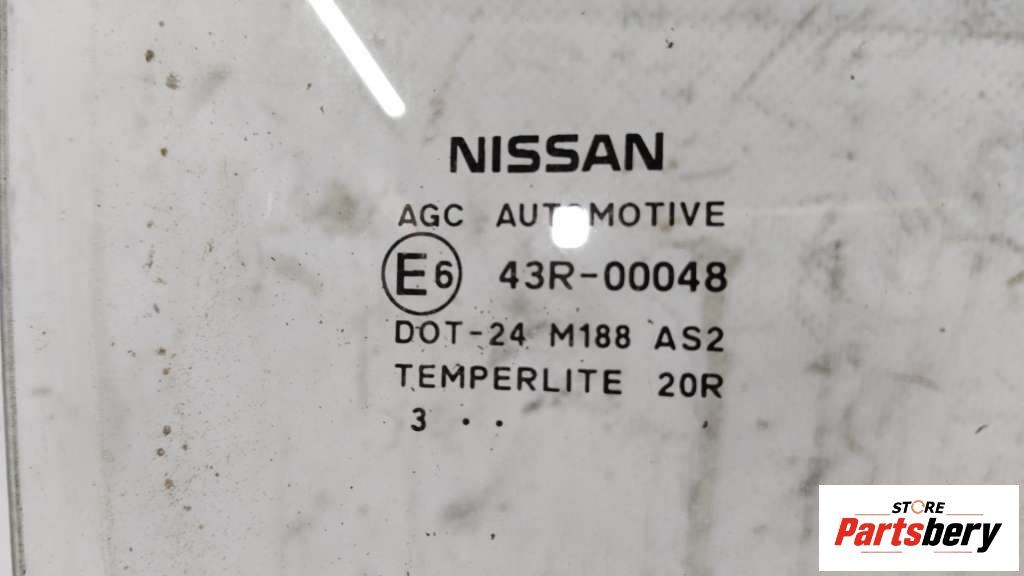 NISSAN
AGC AUTOMOTIVE
E6 43R-00048
DOT-24 M188 AS2
TEMPERLITE 20R
3 . .
STORE
Partsbery